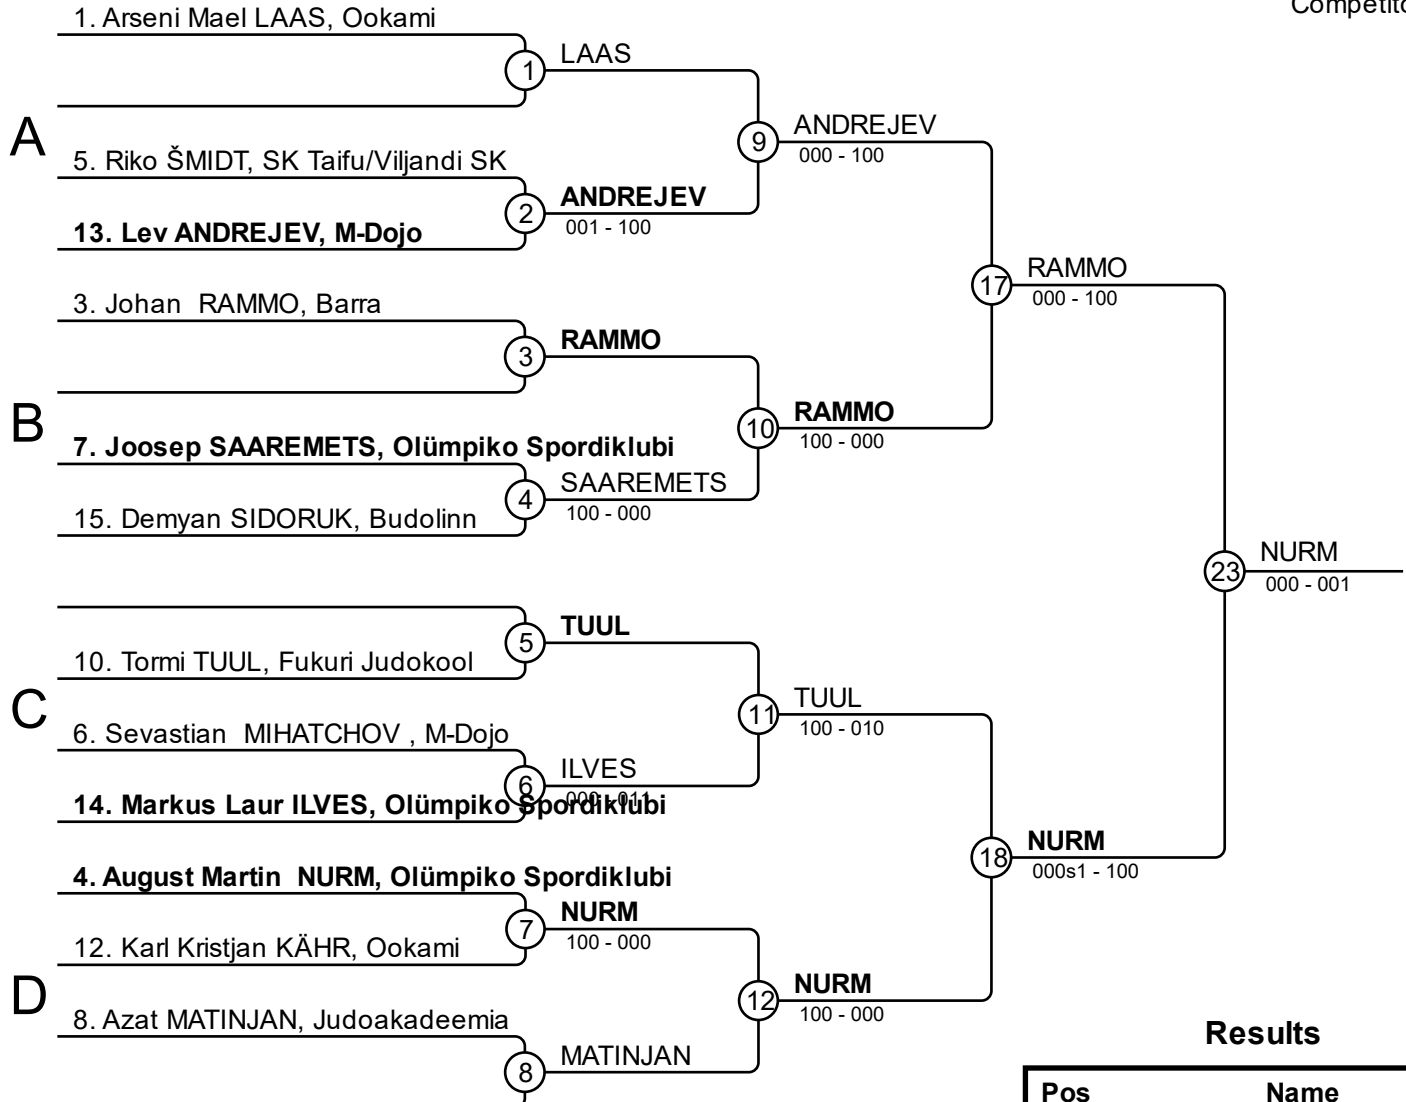 Competito
1. Arseni Mael LAAS, Ookami
1
LAAS
A
9
ANDREJEV
000 - 100
5. Riko ŠMIDT, SK Taifu/Viljandi SK
2
ANDREJEV
001 - 100
13. Lev ANDREJEV, M-Dojo
17
RAMMO
000 - 100
3. Johan RAMMO, Barra
3
RAMMO
B
10
RAMMO
100 - 000
7. Joosep SAAREMETS, Olümpiko Spordiklubi
4
SAAREMETS
100 - 000
15. Demyan SIDORUK, Budolinn
23
NURM
000 - 001
5
TUUL
10. Tormi TUUL, Fukuri Judokool
C
11
TUUL
100 - 010
6. Sevastian MIHATCHOV , M-Dojo
6
ILVES
000 - 011
14. Markus Laur ILVES, Olümpiko Spordiklubi
18
NURM
000s1 - 100
4. August Martin NURM, Olümpiko Spordiklubi
7
NURM
100 - 000
12. Karl Kristjan KÄHR, Ookami
D
12
NURM
100 - 000
8. Azat MATINJAN, Judoakadeemia
8
MATINJAN
Results
Pos Name